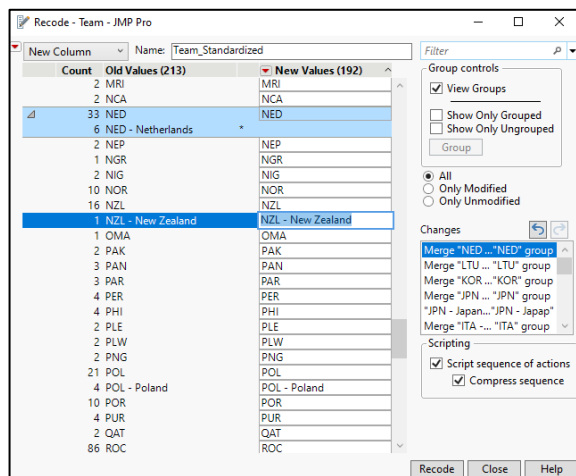 Recode - Team - JMP Pro
New Column Name: Team_Standardized
Count Old Values (213) New Values (192)
2 MRI MRI
2 NCA NCA
33 NED NED
6 NED - Netherlands *
2 NEP NEP
1 NGR NGR
2 NIG NIG
10 NOR NOR
16 NZL NZL
1 NZL - New Zealand NZL - New Zealand
1 OMA OMA
2 PAK PAK
3 PAN PAN
3 PAR PAR
4 PER PER
4 PHI PHI
2 PLE PLE
2 PLW PLW
2 PNG PNG
21 POL POL
4 POL - Poland POL - Poland
10 POR POR
4 PUR PUR
2 QAT QAT
86 ROC ROC
Filter
Group controls
View Groups
Show Only Grouped
Show Only Ungrouped
Group
All
Only Modified
Only Unmodified
Changes
Merge "NED ..."NED" group
Merge "LTU ... "LTU" group
Merge "KOR ..."KOR" group
Merge "JPN ... "JPN" group
"JPN - Japan..."JPN - Japap"
Merge "ITA -... "ITA" group
Scripting
Script sequence of actions
Compress sequence
Recode Close Help